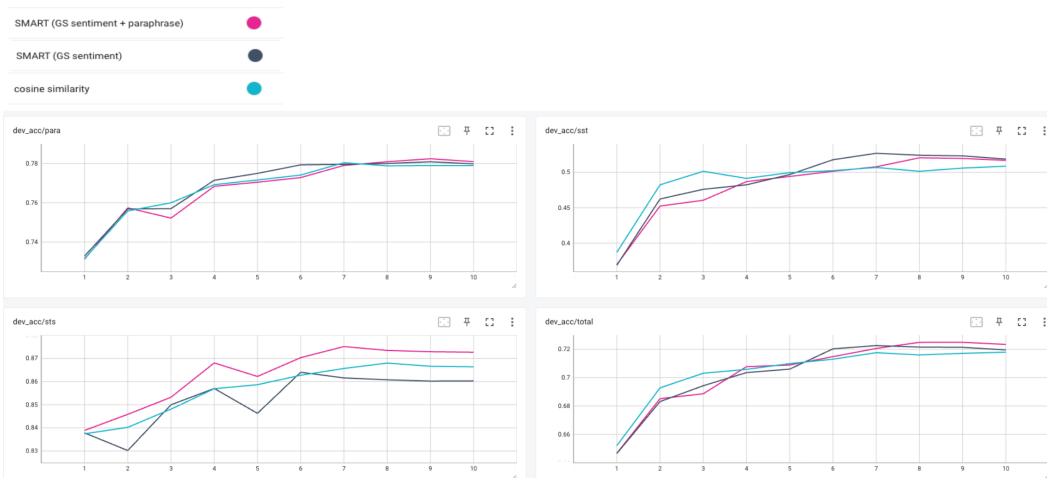 SMART (GS sentiment + paraphrase)
SMART (GS sentiment)
cosine similarity
dev_acc/para
0.78
0.76
0.74
1 2 3 4 5 6 7 8 9 10
dev_acc/sst
0.5
0.45
0.4
1 2 3 4 5 6 7 8 9 10
dev_acc/sts
0.87
0.86
0.85
0.84
0.83
1 2 3 4 5 6 7 8 9 10
dev_acc/total
0.72
0.7
0.68
0.66
1 2 3 4 5 6 7 8 9 10